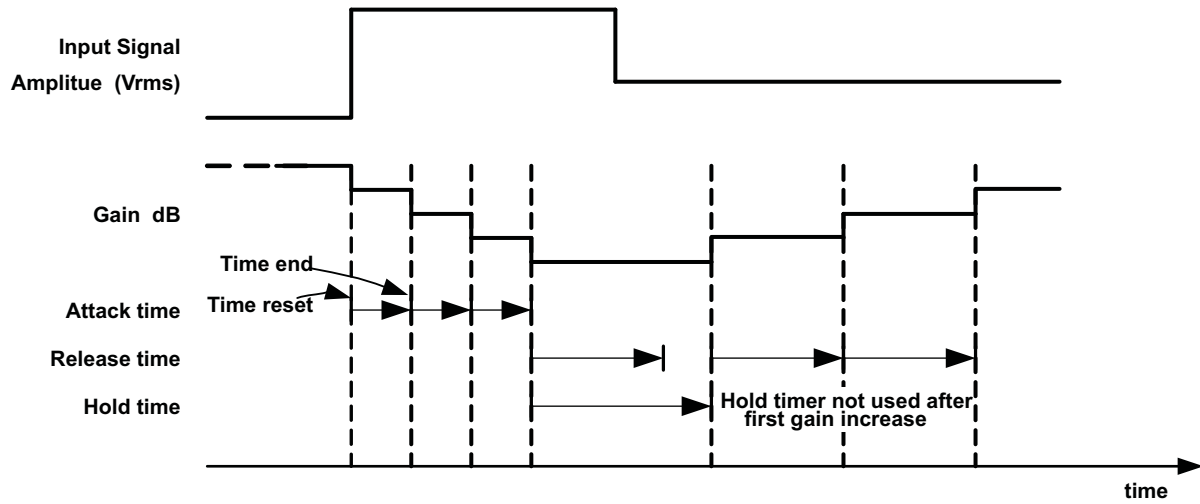 Input Signal
Amplitue (Vrms)
Gain dB
Time end
Time reset
Attack time
Release time
Hold time
Hold timer not used after
first gain increase
time